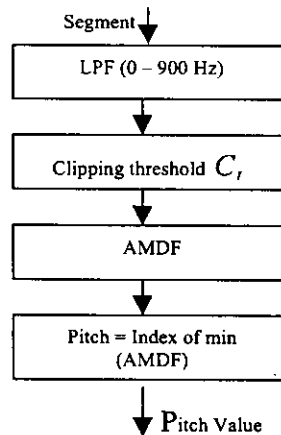 Segment
LPF (0 – 900 Hz)
Clipping threshold C_t
AMDF
Pitch = Index of min
(AMDF)
Pitch Value